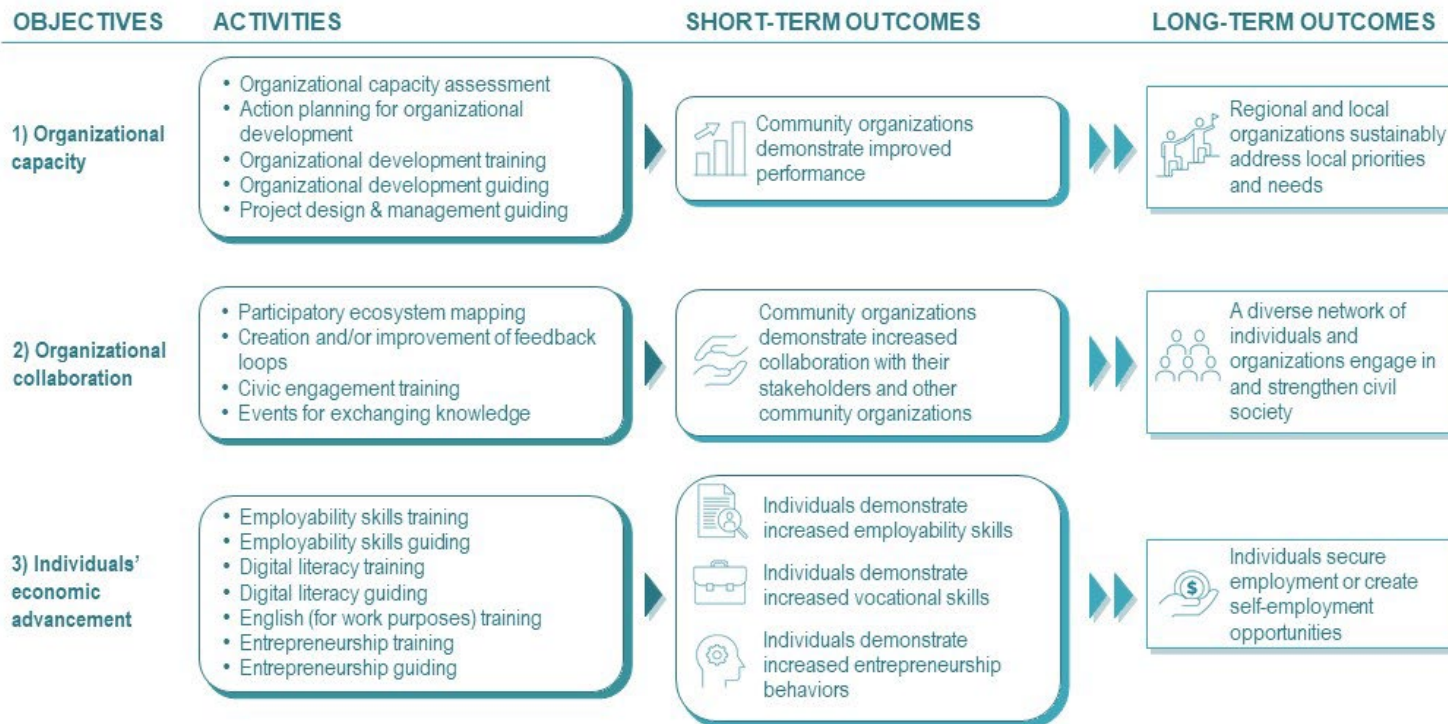 OBJECTIVES
ACTIVITIES
SHORT-TERM OUTCOMES
LONG-TERM OUTCOMES
1) Organizational
capacity
• Organizational capacity assessment
• Action planning for organizational
development
• Organizational development training
• Organizational development guiding
• Project design & management guiding
Community organizations
demonstrate improved
performance
Regional and local
organizations sustainably
address local priorities
and needs
2) Organizational
collaboration
• Participatory ecosystem mapping
• Creation and/or improvement of feedback
loops
• Civic engagement training
• Events for exchanging knowledge
Community organizations
demonstrate increased
collaboration with their
stakeholders and other
community organizations
A diverse network of
individuals and
organizations engage in
and strengthen civil
society
3) Individuals’
economic
advancement
• Employability skills training
• Employability skills guiding
• Digital literacy training
• Digital literacy guiding
• English (for work purposes) training
• Entrepreneurship training
• Entrepreneurship guiding
Individuals demonstrate
increased employability skills
Individuals demonstrate
increased vocational skills
Individuals demonstrate
increased entrepreneurship
behaviors
$
Individuals secure
employment or create
self-employment
opportunities